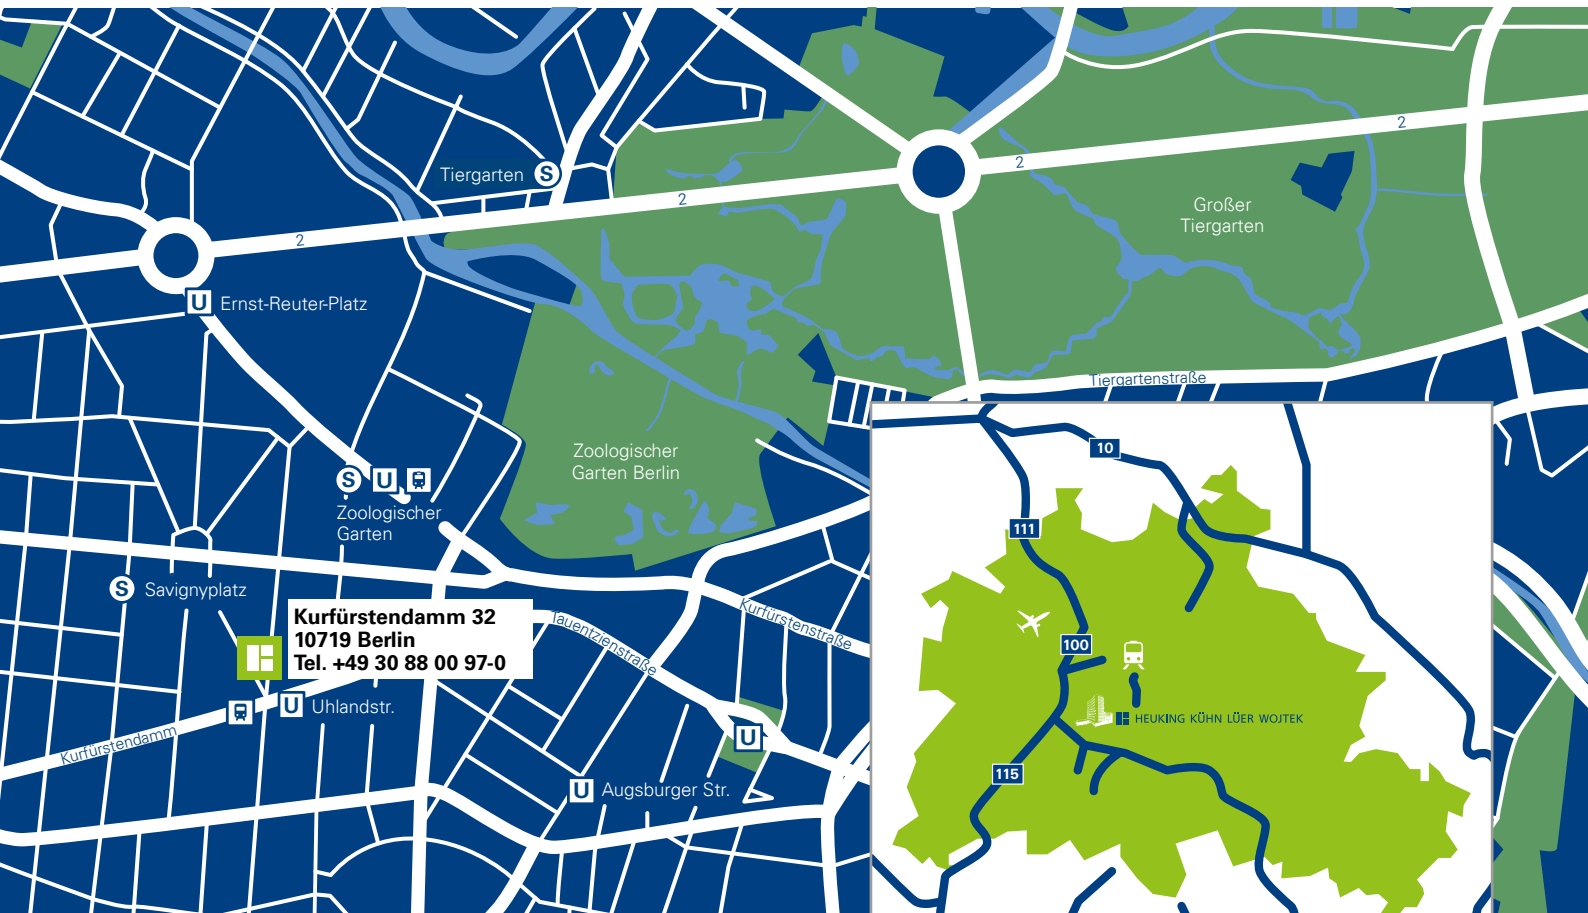 2
2
Tiergarten S
2
Großer
Tiergarten
2
U Ernst-Reuter-Platz
Tiergartenstraße
Zoologischer
Garten Berlin
S U
Zoologischer
Garten
S Savignyplatz
Kurfürstendamm 32
10719 Berlin
Tel. +49 30 88 00 97-0
Tauentzienstraße
Kurfürstenstraße
U Uhlandstr.
Kurfürstendamm
U
U Augsburger Str.
10
111
100
HEUKING KÜHN LÜER WOJTEK
115